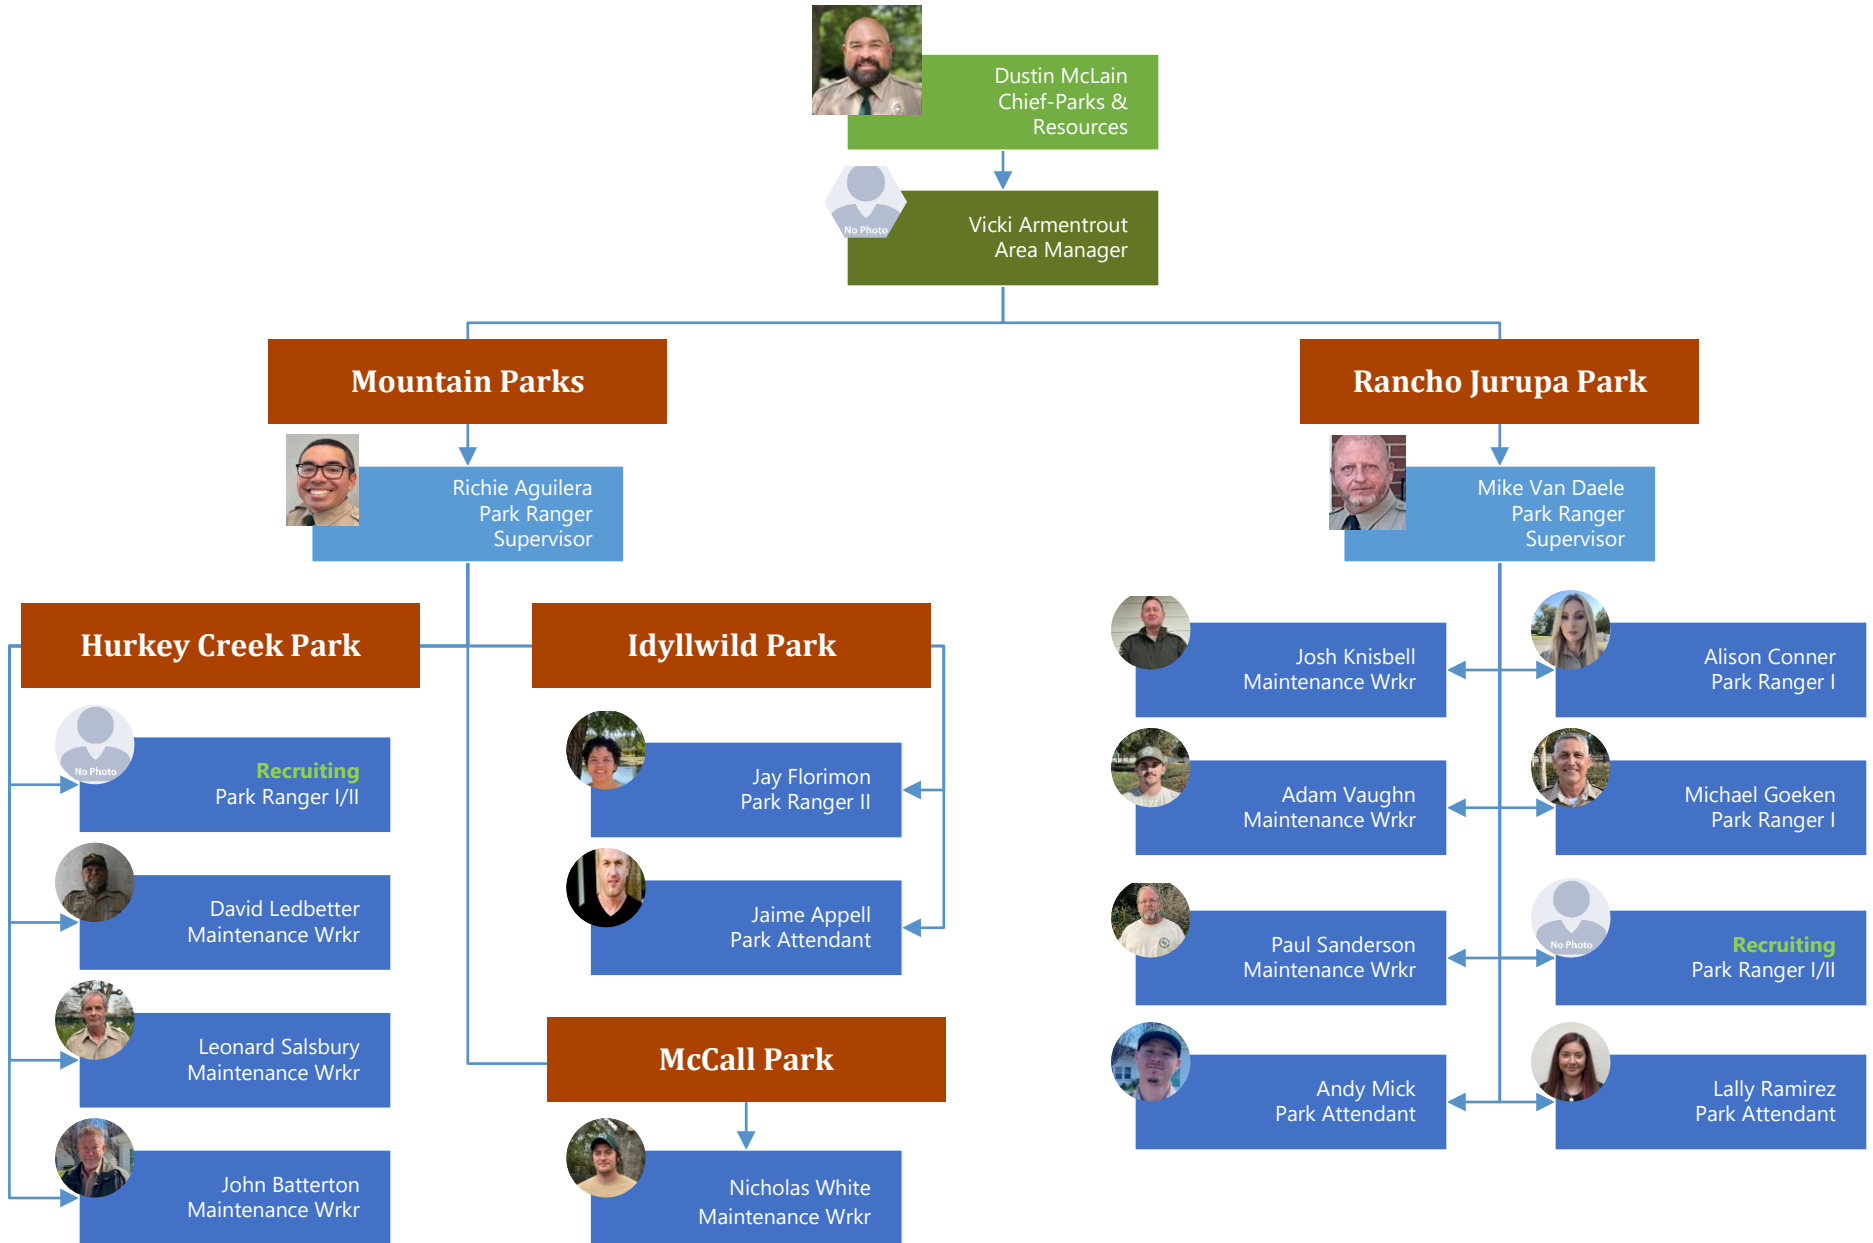 Dustin McLain
Chief-Parks &
Resources
No Photo
Vicki Armentrout
Area Manager
Mountain Parks
Richie Aguilera
Park Ranger
Supervisor
Hurkey Creek Park
No Photo
Recruiting
Park Ranger I/II
David Ledbetter
Maintenance Wrkr
Leonard Salsbury
Maintenance Wrkr
John Batterton
Maintenance Wrkr
Idyllwild Park
Jay Florimon
Park Ranger II
Jaime Appell
Park Attendant
McCall Park
Nicholas White
Maintenance Wrkr
Rancho Jurupa Park
Mike Van Daele
Park Ranger
Supervisor
Josh Knisbell
Maintenance Wrkr
Alison Conner
Park Ranger I
Adam Vaughn
Maintenance Wrkr
Michael Goeken
Park Ranger I
Paul Sanderson
Maintenance Wrkr
No Photo
Recruiting
Park Ranger I/II
Andy Mick
Park Attendant
Lally Ramirez
Park Attendant